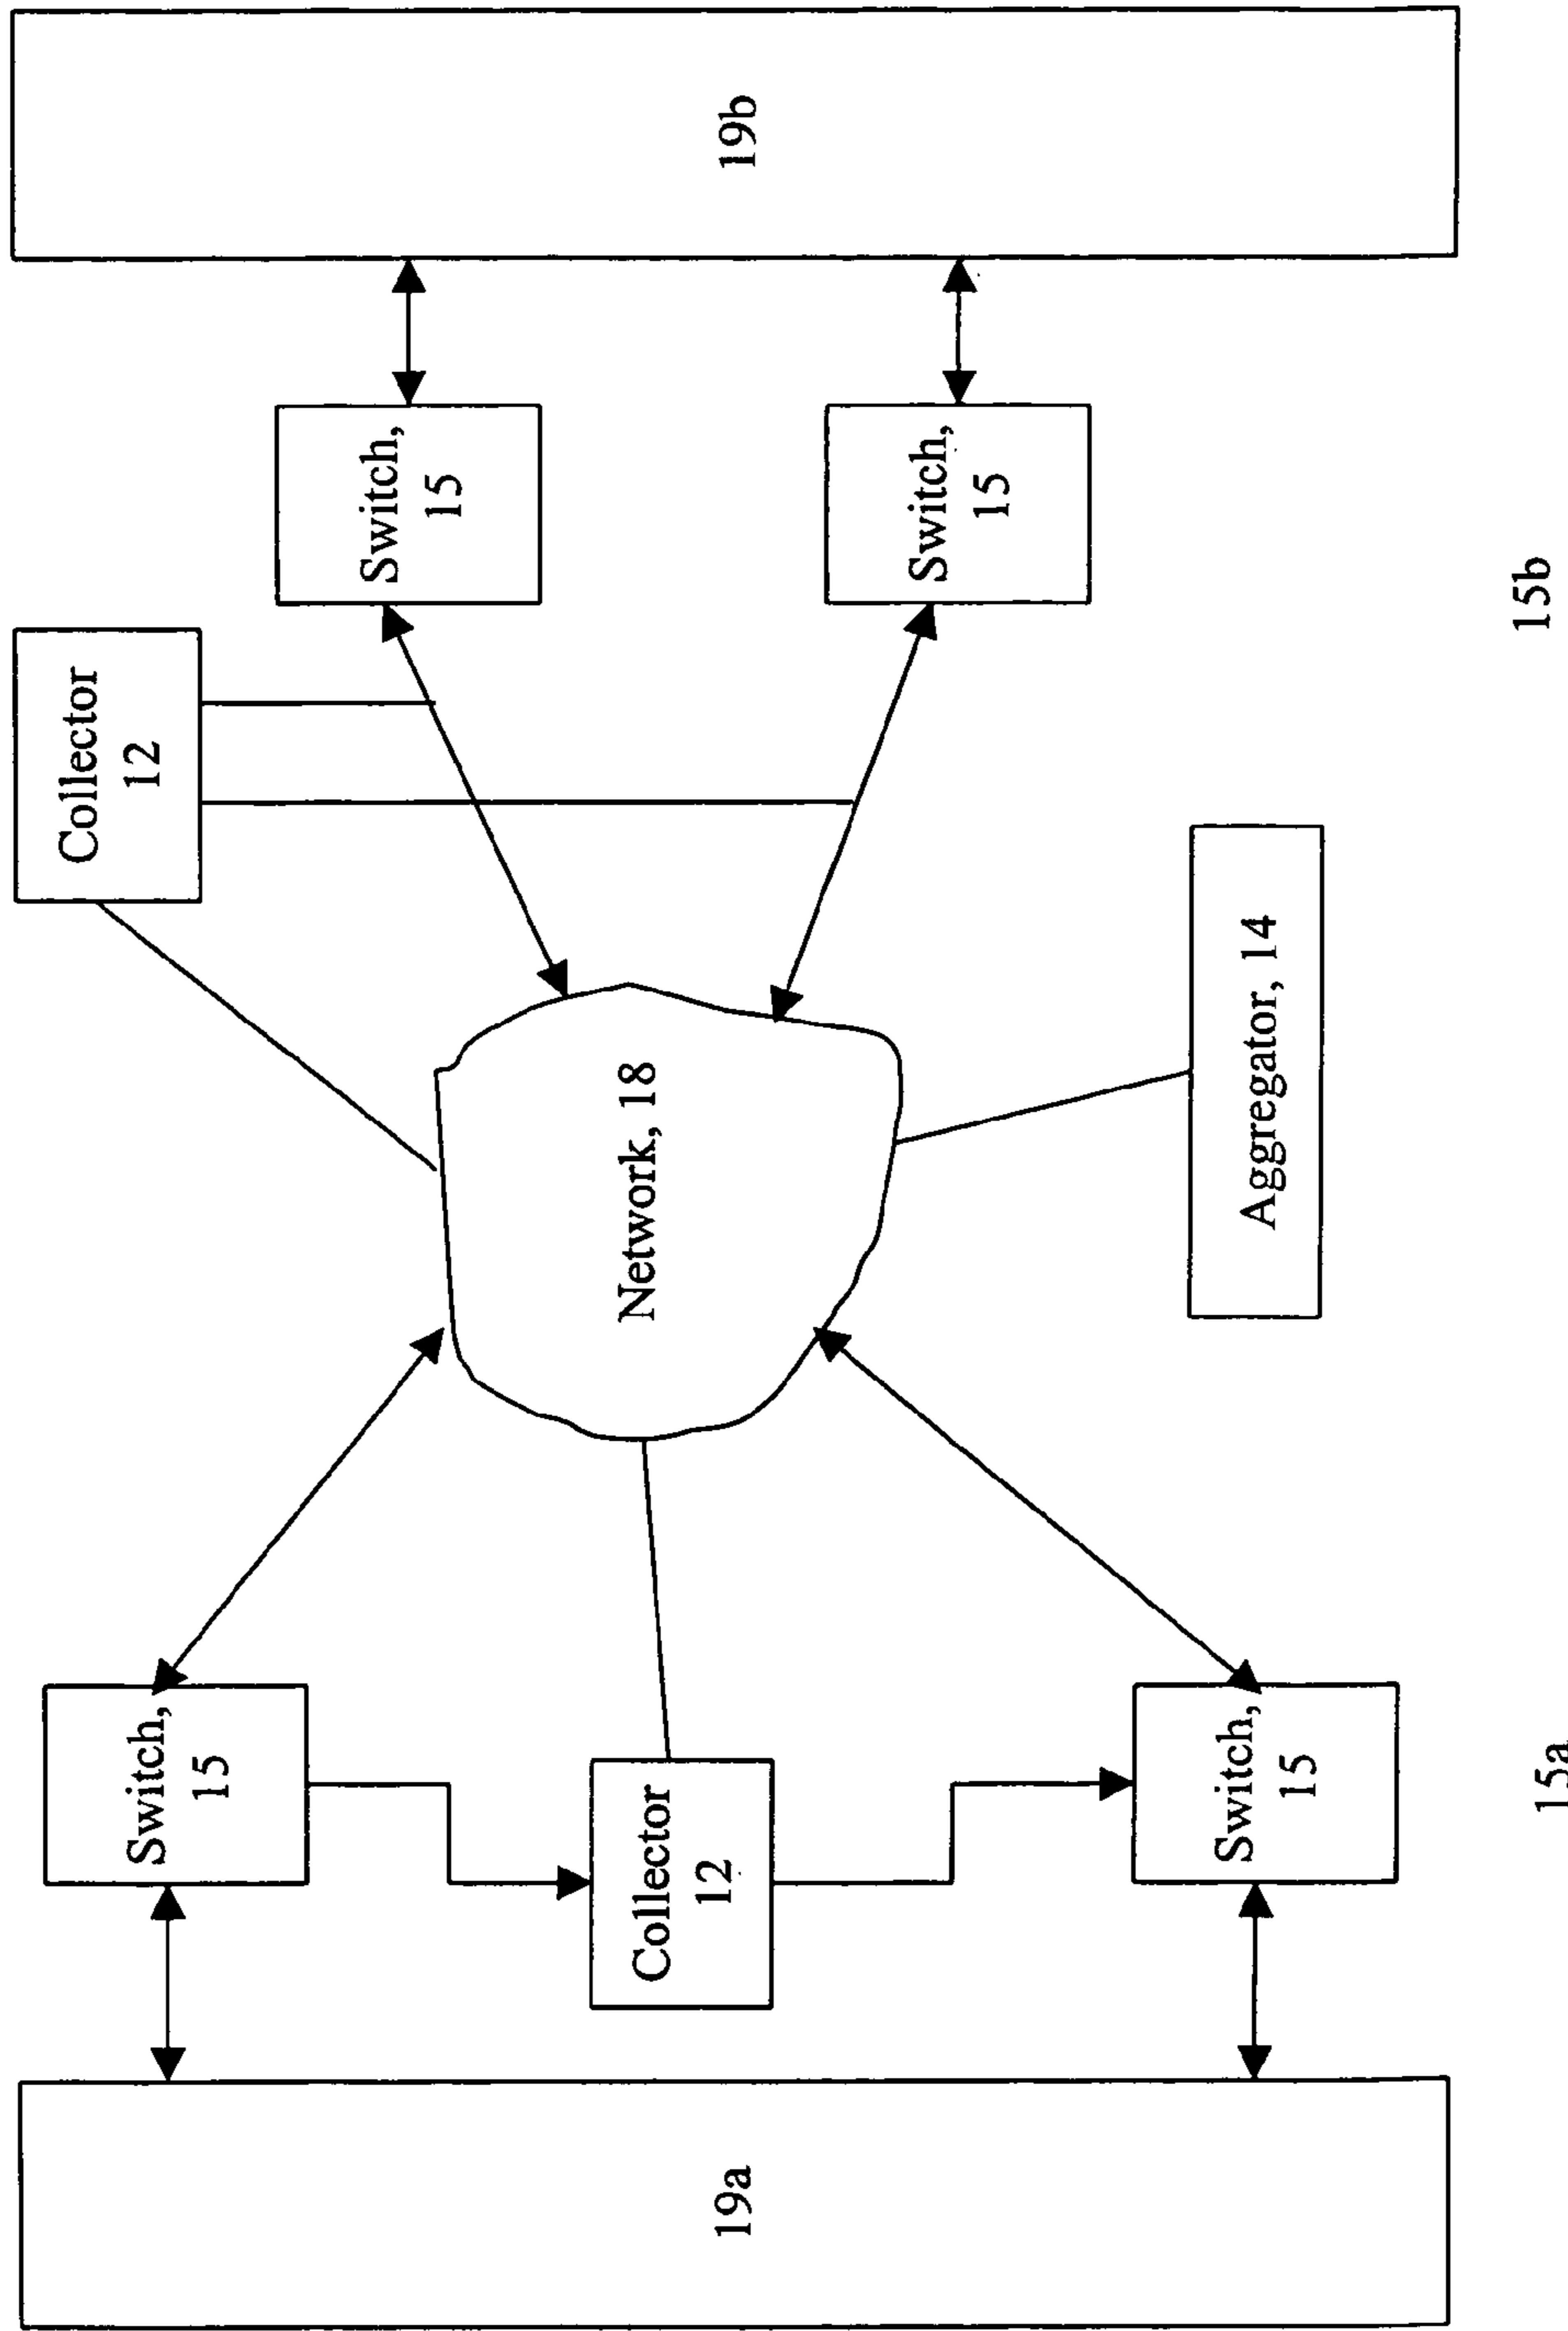 19a
Switch,
15
Collector
12
Switch,
15
15a
Network, 18
Aggregator, 14
Collector
12
Switch,
15
Switch,
15
15b
19b